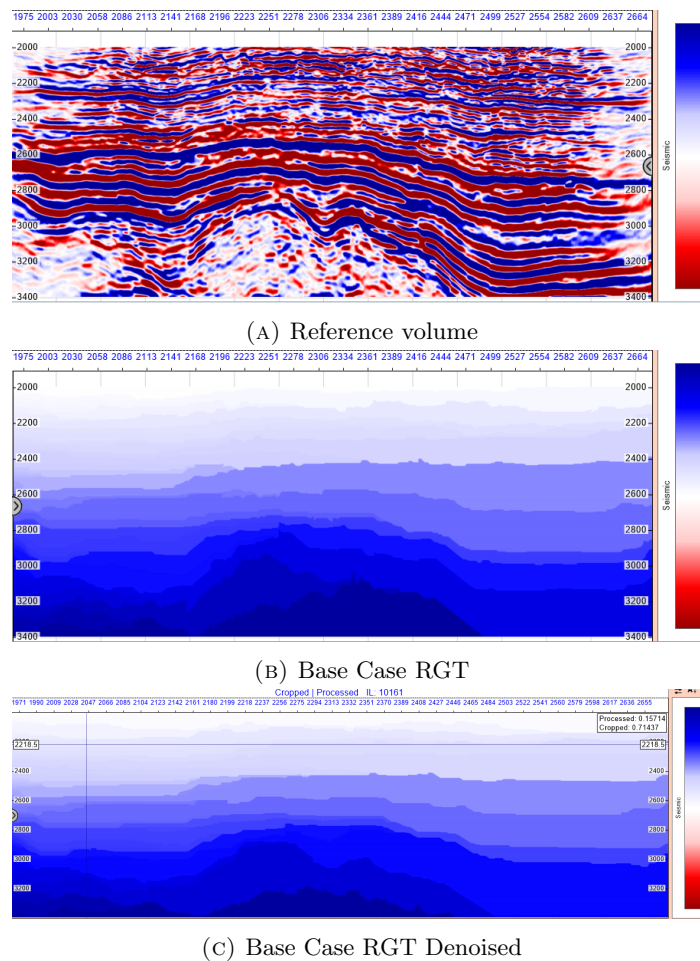 1975 2003 2030 2058 2086 2113 2141 2168 2196 2223 2251 2278 2306 2334 2361 2389 2416 2444 2471 2499 2527 2554 2582 2609 2637 2664
2000 2000
2200 2200
2400 2400
2600 2600
2800 2800
3000 3000
3200 3200
3400 3400
Seismic
(A) Reference volume
1975 2003 2030 2058 2086 2113 2141 2168 2196 2223 2251 2278 2306 2334 2361 2389 2416 2444 2471 2499 2527 2554 2582 2609 2637 2664
2000 2000
2200 2200
2400 2400
2600 2600
2800 2800
3000 3000
3200 3200
3400 3400
Seismic
(B) Base Case RGT
Cropped | Processed IL: 10161
1971 1990 2009 2028 2047 2066 2085 2104 2123 2142 2161 2180 2199 2218 2237 2256 2275 2294 2313 2332 2351 2370 2389 2408 2427 2446 2465 2484 2503 2522 2541 2560 2579 2598 2617 2636 2655
Processed: 0.15714
Cropped: 0.71437
2218.5 2218.5
2400 2400
2600 2600
2800 2800
3000 3000
3200 3200
Seismic
(C) Base Case RGT Denoised